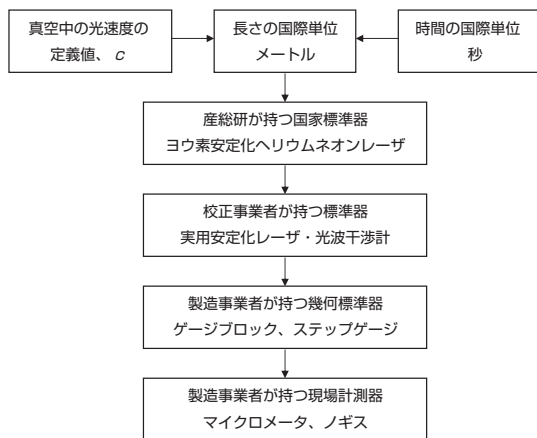 真空中の光速度の
定義値、c
長さの国際単位
メートル
時間の国際単位
秒
産総研が持つ国家標準器
ヨウ素安定化ヘリウムネオンレーザ
校正事業者が持つ標準器
実用安定化レーザ・光波干渉計
製造事業者が持つ幾何標準器
ゲージブロック、ステップゲージ
製造事業者が持つ現場計測器
マイクロメータ、ノギス